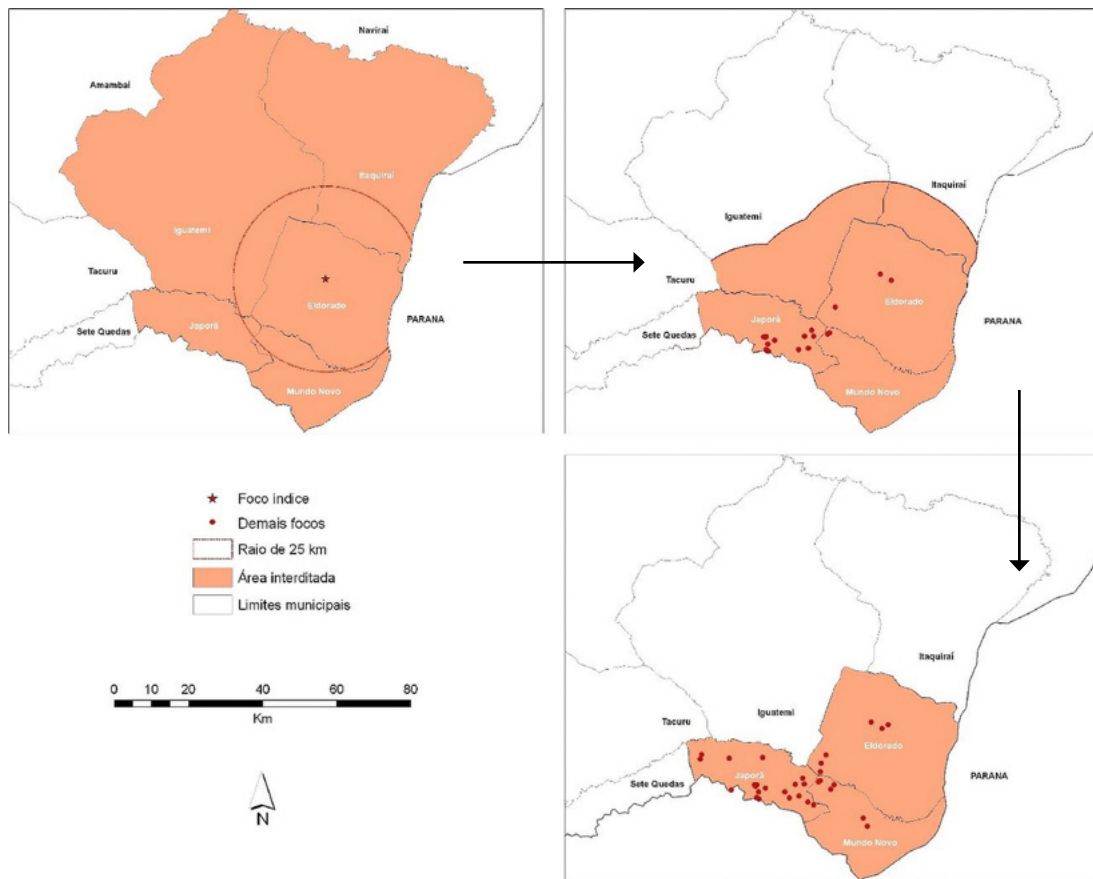 Naviraí
Amambai
Itaquiraí
Iguatemi
Tacuru
Eldorado
PARANA
Sete Quedas
Japorã
Mundo Novo
Itaquiraí
Iguatemi
Tacuru
Eldorado
Japorã
PARANA
Sete Quedas
Mundo Novo
Foco índice
Demais focos
Raio de 25 km
Área interditada
Limites municipais
0 10 20 40 60 80
Km
N
Itaquiraí
Iguatemi
Tacuru
Eldorado
Japorã
PARANA
Sete Quedas
Mundo Novo